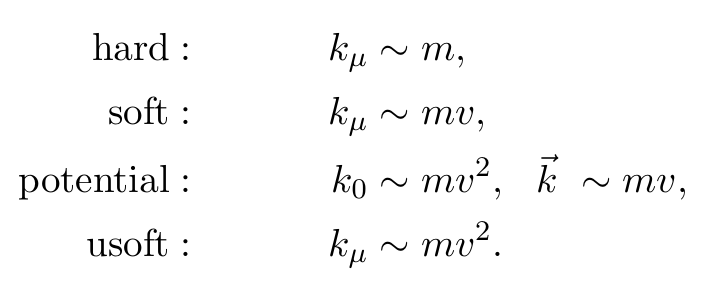 hard : k_μ ∼ m,
soft : k_μ ∼ mv,
potential : k_0 ∼ mv^2, \vec{k} ∼ mv,
usoft : k_μ ∼ mv^2.